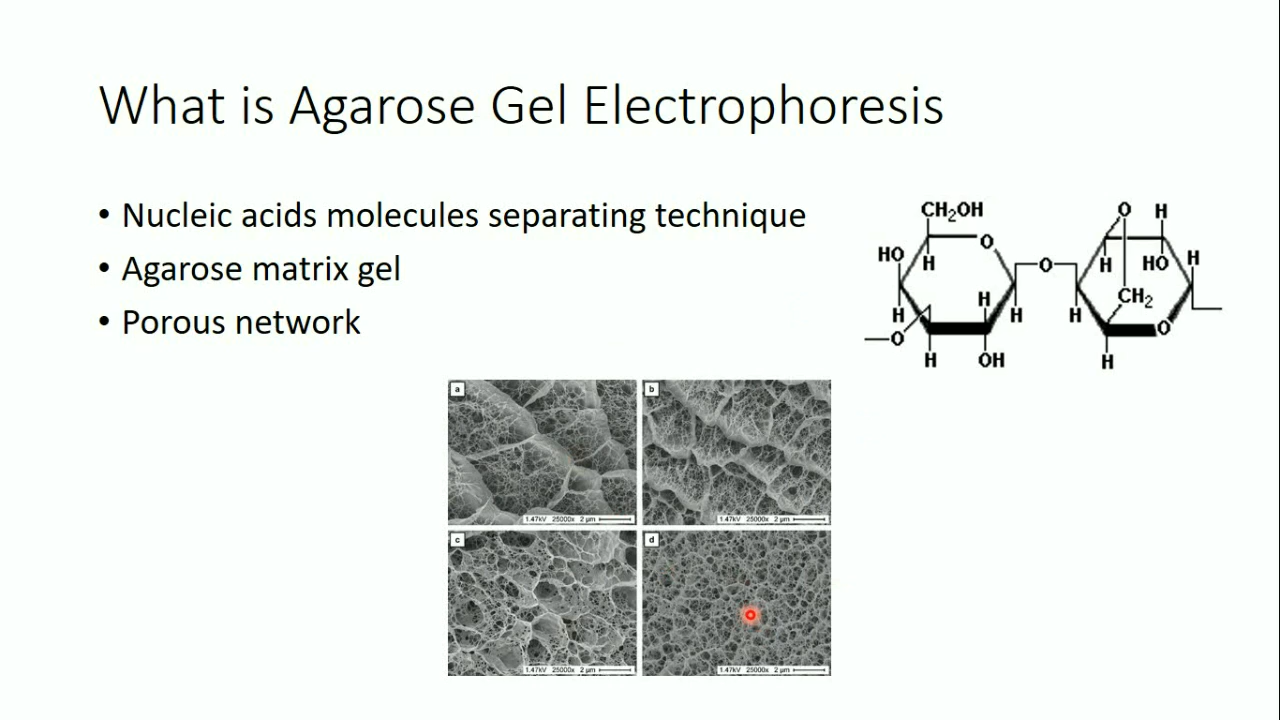 What is Agarose Gel Electrophoresis
• Nucleic acids molecules separating technique
• Agarose matrix gel
• Porous network
CH₂OH
O
O
H
HO
H
O
H
HO
H
H
CH₂
H
H
H
H
O
O
H
OH
H
a
b
1.47kV 25000x 2 µm
1.47kV 25000x 2 µm
c
d
1.47kV 25000x 2 µm
1.47kV 25000x 2 µm